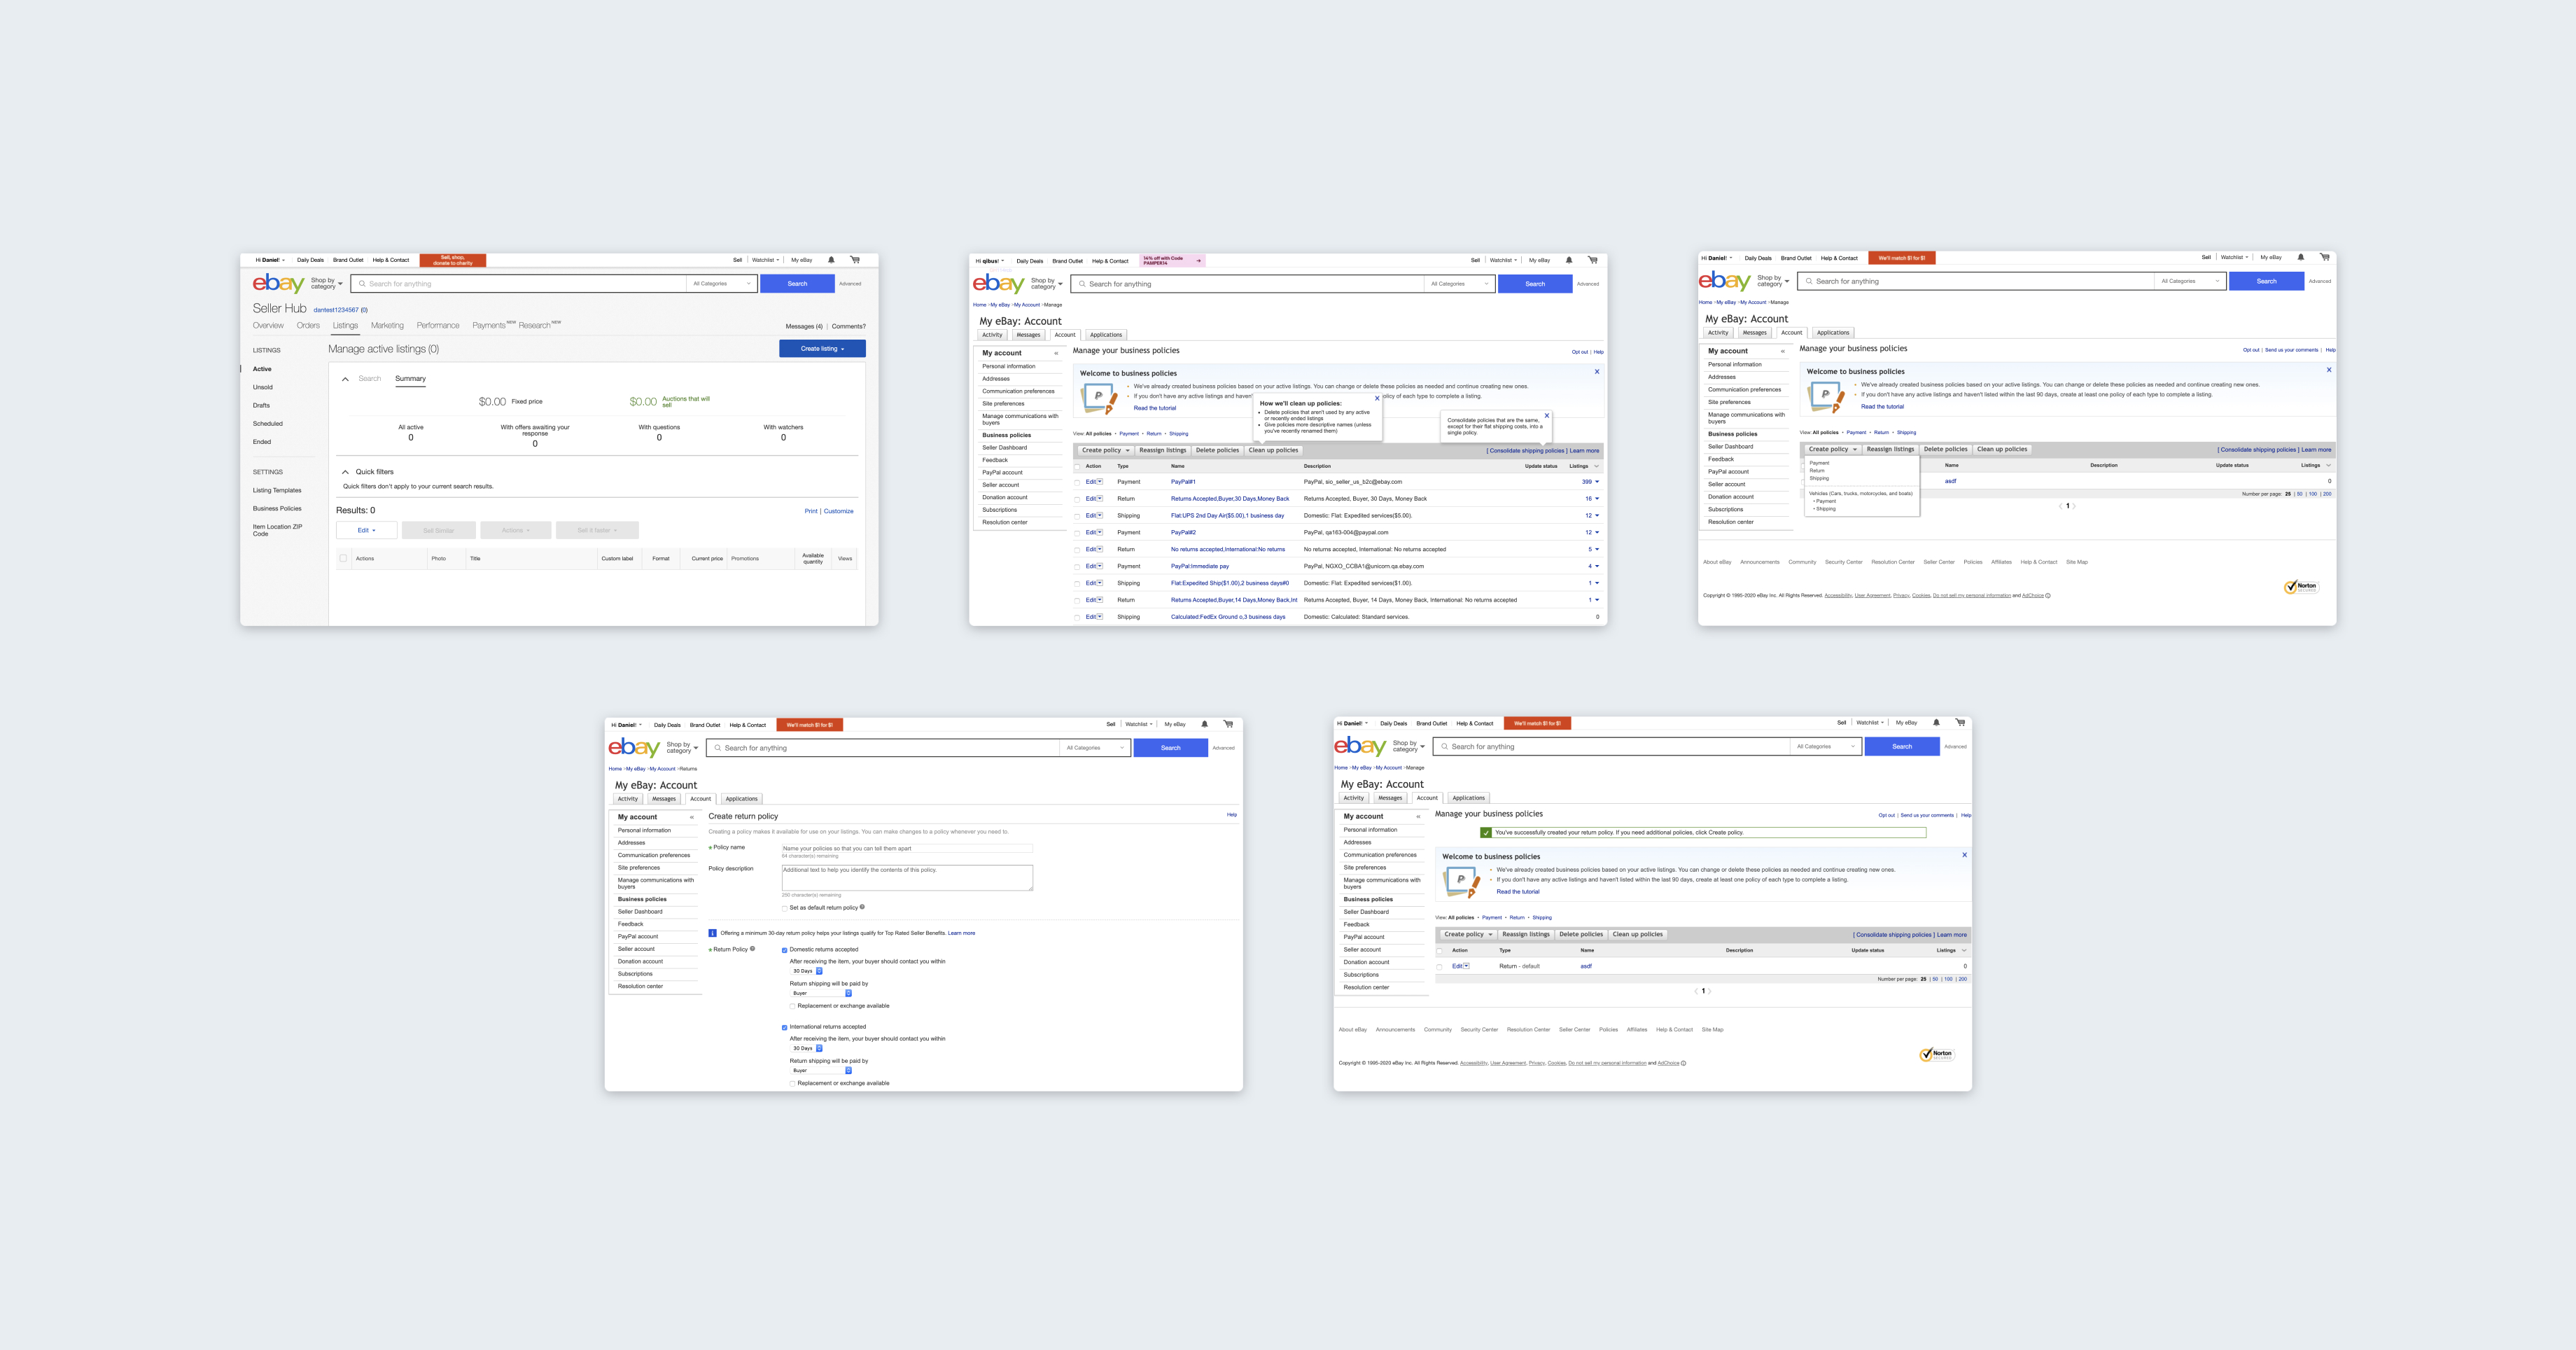 Hi Daniel! Daily Deals Brand Outlet Help & Contact Sell, shop, donate to charity Sell Watchlist My eBay
ebay Shop by category Search for anything All Categories Search Advanced
Seller Hub dantest1234567 (0)
Overview Orders Listings Marketing Performance Payments NEW Research NEW Messages (4) | Comments?
LISTINGS
Active
Unsold
Drafts
Scheduled
Ended
SETTINGS
Listing Templates
Business Policies
Item Location ZIP Code
Manage active listings (0) Create listing
Search Summary
$0.00 Fixed price $0.00 Auctions that will sell
All active With offers awaiting your response With questions With watchers
0 0 0 0
Quick filters
Quick filters don't apply to your current search results.
Results: 0 Print | Customize
Edit Sell Similar Actions Sell it faster
Actions Photo Title Custom label Format Current price Promotions Available quantity Views
Hi qibus! Daily Deals Brand Outlet Help & Contact 14% off with Code PAMPER14 Sell Watchlist My eBay
ebay Shop by category Search for anything All Categories Search Advanced
Home >My eBay >My Account >Manage
My eBay: Account
Activity Messages Account Applications
My account «
Personal information
Addresses
Communication preferences
Site preferences
Manage communications with buyers
Business policies
Seller Dashboard
Feedback
PayPal account
Seller account
Donation account
Subscriptions
Resolution center
Manage your business policies Opt out | Help
Welcome to business policies X
• We've already created business policies based on your active listings. You can change or delete these policies as needed and continue creating new ones.
• If you don't have any active listings and haven't olicy of each type to complete a listing.
Read the tutorial
How we'll clean up policies: X
• Delete policies that aren't used by any active or recently ended listings
• Give policies more descriptive names (unless you've recently renamed them)
Consolidate policies that are the same, except for their flat shipping costs, into a single policy. X
View: All policies • Payment • Return • Shipping
Create policy Reassign listings Delete policies Clean up policies [ Consolidate shipping policies ] Learn more
Action Type Name Description Update status Listings
Edit Payment PayPal#1 PayPal, sio_seller_us_b2c@ebay.com 399
Edit Return Returns Accepted,Buyer,30 Days,Money Back Returns Accepted, Buyer, 30 Days, Money Back 16
Edit Shipping Flat:UPS 2nd Day Air($5.00),1 business day Domestic: Flat: Expedited services($5.00). 12
Edit Payment PayPal#2 PayPal, qa163-004@paypal.com 12
Edit Return No returns accepted,International:No returns No returns accepted, International: No returns accepted 5
Edit Payment PayPal:Immediate pay PayPal, NGXO_CCBA1@unicorn.qa.ebay.com 4
Edit Shipping Flat:Expedited Ship($1.00),2 business days#0 Domestic: Flat: Expedited services($1.00). 1
Edit Return Returns Accepted,Buyer,14 Days,Money Back,Int Returns Accepted, Buyer, 14 Days, Money Back, International: No returns accepted 1
Edit Shipping Calculated:FedEx Ground o,3 business days Domestic: Calculated: Standard services. 0
Hi Daniel! Daily Deals Brand Outlet Help & Contact We'll match $1 for $1 Sell Watchlist My eBay
ebay Shop by category Search for anything All Categories Search Advanced
Home >My eBay >My Account >Manage
My eBay: Account
Activity Messages Account Applications
My account «
Personal information
Addresses
Communication preferences
Site preferences
Manage communications with buyers
Business policies
Seller Dashboard
Feedback
PayPal account
Seller account
Donation account
Subscriptions
Resolution center
Manage your business policies Opt out | Send us your comments | Help
Welcome to business policies X
• We've already created business policies based on your active listings. You can change or delete these policies as needed and continue creating new ones.
• If you don't have any active listings and haven't listed within the last 90 days, create at least one policy of each type to complete a listing.
Read the tutorial
View: All policies • Payment • Return • Shipping
Create policy Reassign listings Delete policies Clean up policies [ Consolidate shipping policies ] Learn more
Payment
Return
Shipping
Vehicles (Cars, trucks, motorcycles, and boats)
• Payment
• Shipping
Name Description Update status Listings
asdf 0
Number per page: 25 | 50 | 100 | 200
< 1 >
About eBay Announcements Community Security Center Resolution Center Seller Center Policies Affiliates Help & Contact Site Map
Norton SECURED
Copyright © 1995-2020 eBay Inc. All Rights Reserved. Accessibility, User Agreement, Privacy, Cookies, Do not sell my personal information and AdChoice
Hi Daniel! Daily Deals Brand Outlet Help & Contact We'll match $1 for $1 Sell Watchlist My eBay
ebay Shop by category Search for anything All Categories Search Advanced
Home >My eBay >My Account >Returns
My eBay: Account
Activity Messages Account Applications
My account «
Personal information
Addresses
Communication preferences
Site preferences
Manage communications with buyers
Business policies
Seller Dashboard
Feedback
PayPal account
Seller account
Donation account
Subscriptions
Resolution center
Create return policy Help
Creating a policy makes it available for use on your listings. You can make changes to a policy whenever you need to.
Policy name Name your policies so that you can tell them apart
64 character(s) remaining
Policy description Additional text to help you identify the contents of this policy.
250 character(s) remaining
Set as default return policy
Offering a minimum 30-day return policy helps your listings qualify for Top Rated Seller Benefits. Learn more
Return Policy Domestic returns accepted
After receiving the item, your buyer should contact you within
30 Days
Return shipping will be paid by
Buyer
Replacement or exchange available
International returns accepted
After receiving the item, your buyer should contact you within
30 Days
Return shipping will be paid by
Buyer
Replacement or exchange available
Hi Daniel! Daily Deals Brand Outlet Help & Contact We'll match $1 for $1 Sell Watchlist My eBay
ebay Shop by category Search for anything All Categories Search Advanced
Home >My eBay >My Account >Manage
My eBay: Account
Activity Messages Account Applications
My account «
Personal information
Addresses
Communication preferences
Site preferences
Manage communications with buyers
Business policies
Seller Dashboard
Feedback
PayPal account
Seller account
Donation account
Subscriptions
Resolution center
Manage your business policies Opt out | Send us your comments | Help
You've successfully created your return policy. If you need additional policies, click Create policy.
Welcome to business policies X
• We've already created business policies based on your active listings. You can change or delete these policies as needed and continue creating new ones.
• If you don't have any active listings and haven't listed within the last 90 days, create at least one policy of each type to complete a listing.
Read the tutorial
View: All policies • Payment • Return • Shipping
Create policy Reassign listings Delete policies Clean up policies [ Consolidate shipping policies ] Learn more
Action Type Name Description Update status Listings
Edit Return - default asdf 0
Number per page: 25 | 50 | 100 | 200
< 1 >
About eBay Announcements Community Security Center Resolution Center Seller Center Policies Affiliates Help & Contact Site Map
Norton SECURED
Copyright © 1995-2020 eBay Inc. All Rights Reserved. Accessibility, User Agreement, Privacy, Cookies, Do not sell my personal information and AdChoice